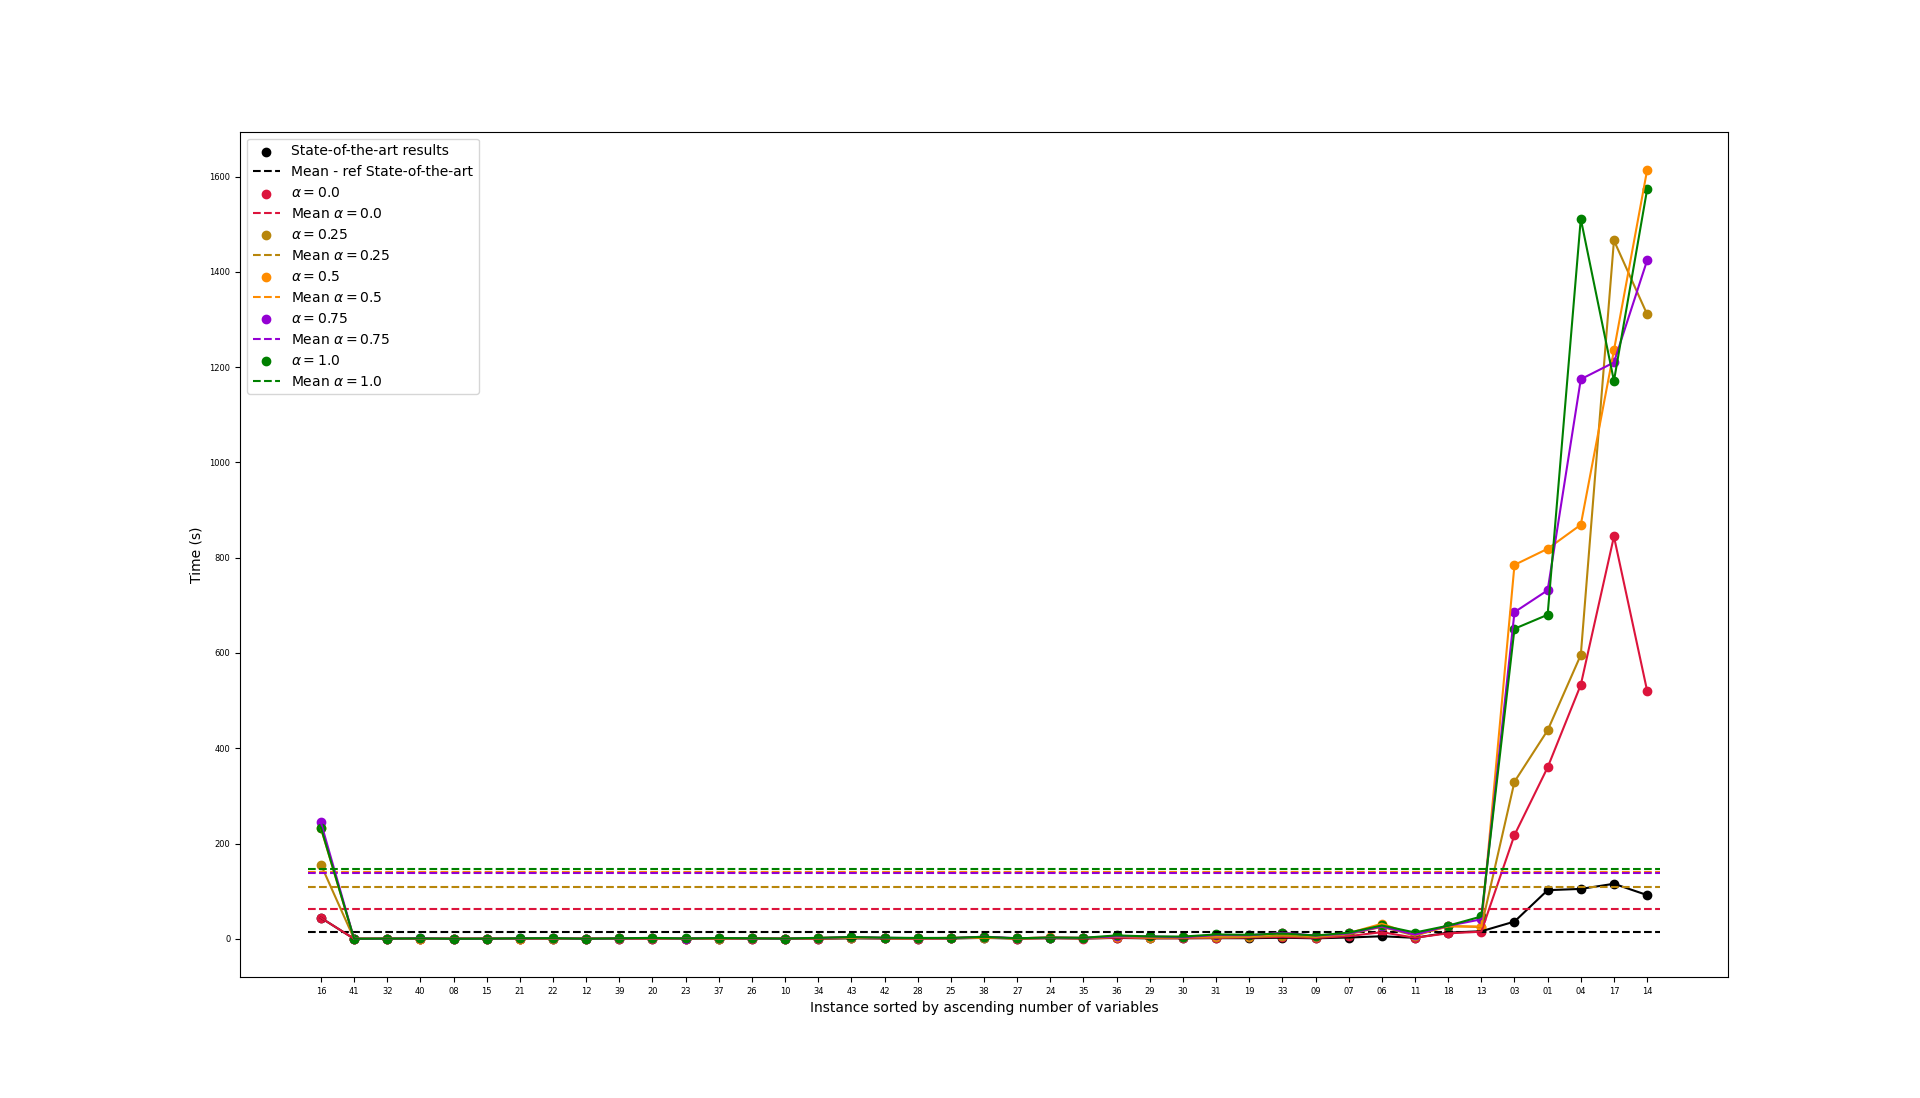 State-of-the-art results
Mean - ref State-of-the-art
α = 0.0
Mean α = 0.0
α = 0.25
Mean α = 0.25
α = 0.5
Mean α = 0.5
α = 0.75
Mean α = 0.75
α = 1.0
Mean α = 1.0
1600
1400
1200
1000
800
600
400
200
0
Time (s)
16 41 32 40 08 15 21 22 12 39 20 23 37 26 10 34 43 42 28 25 38 27 24 35 36 29 30 31 19 33 09 07 06 11 18 13 03 01 04 17 14
Instance sorted by ascending number of variables